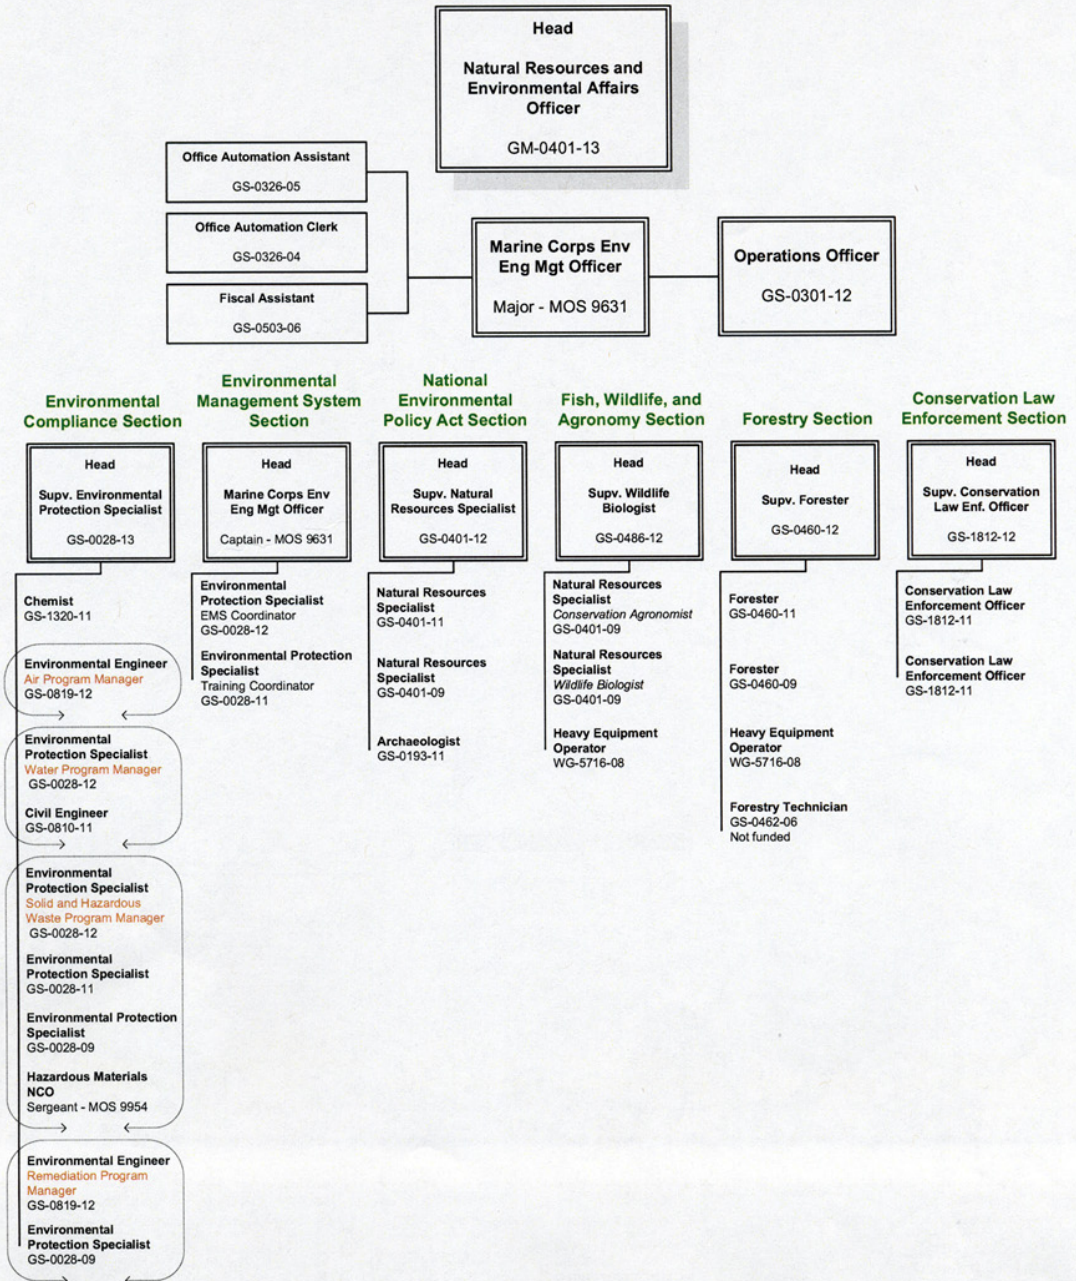 Head
Natural Resources and
Environmental Affairs
Officer
GM-0401-13
Office Automation Assistant
GS-0326-05
Office Automation Clerk
GS-0326-04
Fiscal Assistant
GS-0503-06
Marine Corps Env
Eng Mgt Officer
Major - MOS 9631
Operations Officer
GS-0301-12
Environmental
Compliance Section
Head
Supv. Environmental
Protection Specialist
GS-0028-13
Chemist
GS-1320-11
Environmental Engineer
Air Program Manager
GS-0819-12
Environmental
Protection Specialist
Water Program Manager
GS-0028-12
Civil Engineer
GS-0810-11
Environmental
Protection Specialist
Solid and Hazardous
Waste Program Manager
GS-0028-12
Environmental
Protection Specialist
GS-0028-11
Environmental Protection
Specialist
GS-0028-09
Hazardous Materials
NCO
Sergeant - MOS 9954
Environmental Engineer
Remediation Program
Manager
GS-0819-12
Environmental
Protection Specialist
GS-0028-09
Environmental
Management System
Section
Head
Marine Corps Env
Eng Mgt Officer
Captain - MOS 9631
Environmental
Protection Specialist
EMS Coordinator
GS-0028-12
Environmental Protection
Specialist
Training Coordinator
GS-0028-11
National
Environmental
Policy Act Section
Head
Supv. Natural
Resources Specialist
GS-0401-12
Natural Resources
Specialist
GS-0401-11
Natural Resources
Specialist
GS-0401-09
Archaeologist
GS-0193-11
Fish, Wildlife, and
Agronomy Section
Head
Supv. Wildlife
Biologist
GS-0486-12
Natural Resources
Specialist
Conservation Agronomist
GS-0401-09
Natural Resources
Specialist
Wildlife Biologist
GS-0401-09
Heavy Equipment
Operator
WG-5716-08
Forestry Section
Head
Supv. Forester
GS-0460-12
Forester
GS-0460-11
Forester
GS-0460-09
Heavy Equipment
Operator
WG-5716-08
Forestry Technician
GS-0462-06
Not funded
Conservation Law
Enforcement Section
Head
Supv. Conservation
Law Enf. Officer
GS-1812-12
Conservation Law
Enforcement Officer
GS-1812-11
Conservation Law
Enforcement Officer
GS-1812-11